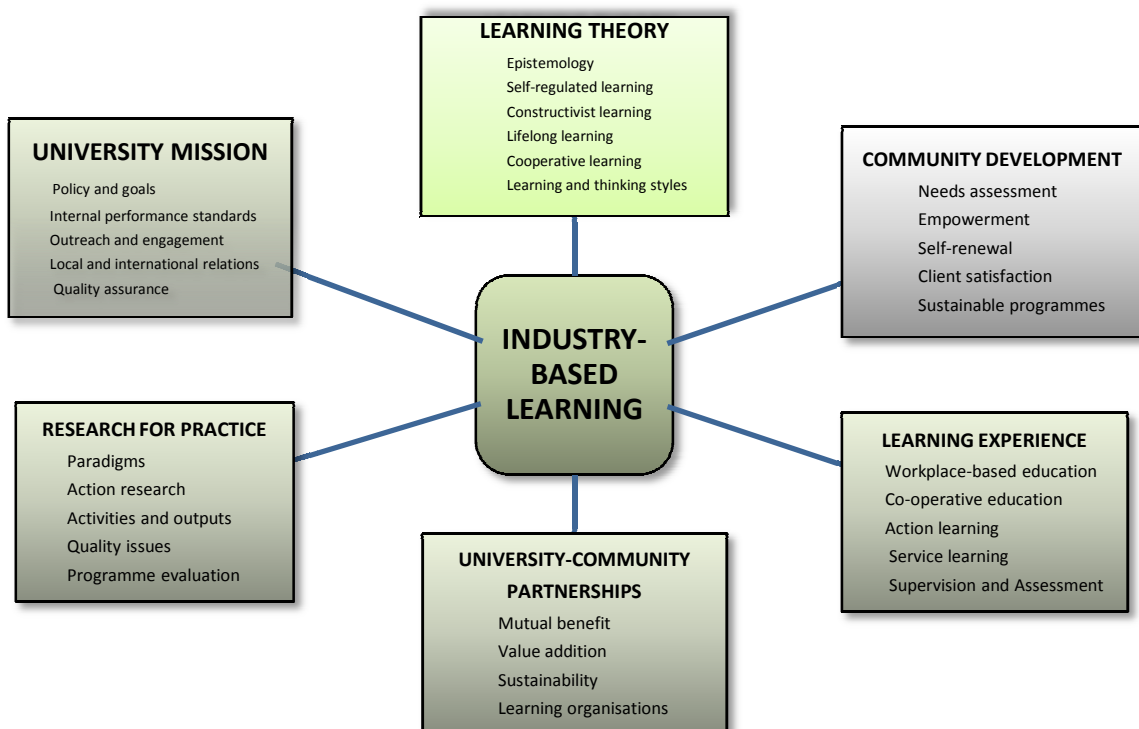 LEARNING THEORY
Epistemology
Self-regulated learning
Constructivist learning
Lifelong learning
Cooperative learning
Learning and thinking styles
UNIVERSITY MISSION
Policy and goals
Internal performance standards
Outreach and engagement
Local and international relations
Quality assurance
COMMUNITY DEVELOPMENT
Needs assessment
Empowerment
Self-renewal
Client satisfaction
Sustainable programmes
INDUSTRY-
BASED
LEARNING
RESEARCH FOR PRACTICE
Paradigms
Action research
Activities and outputs
Quality issues
Programme evaluation
UNIVERSITY-COMMUNITY
PARTNERSHIPS
Mutual benefit
Value addition
Sustainability
Learning organisations
LEARNING EXPERIENCE
Workplace-based education
Co-operative education
Action learning
Service learning
Supervision and Assessment